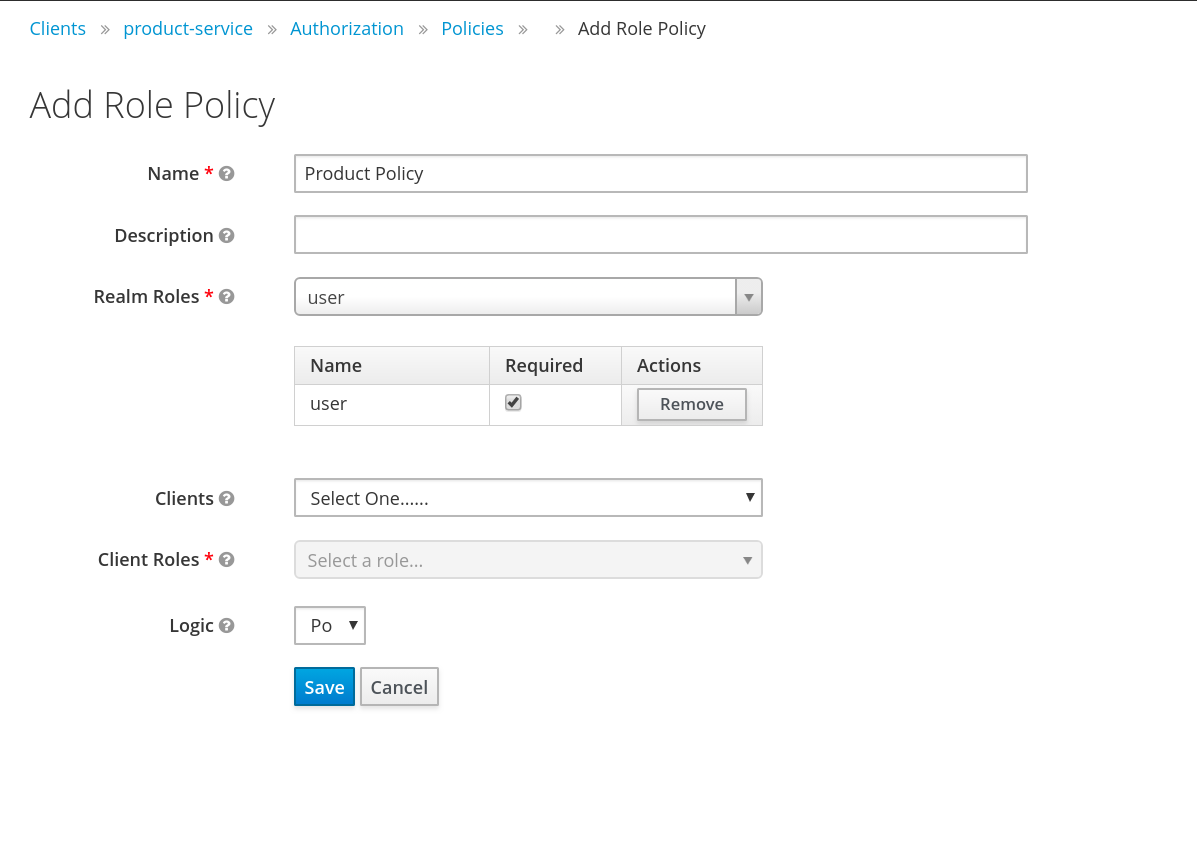 Clients » product-service » Authorization » Policies » » Add Role Policy
Add Role Policy
Name * Product Policy
Description
Realm Roles * user
Name Required Actions
user Remove
Clients Select One......
Client Roles * Select a role...
Logic Po
Save Cancel